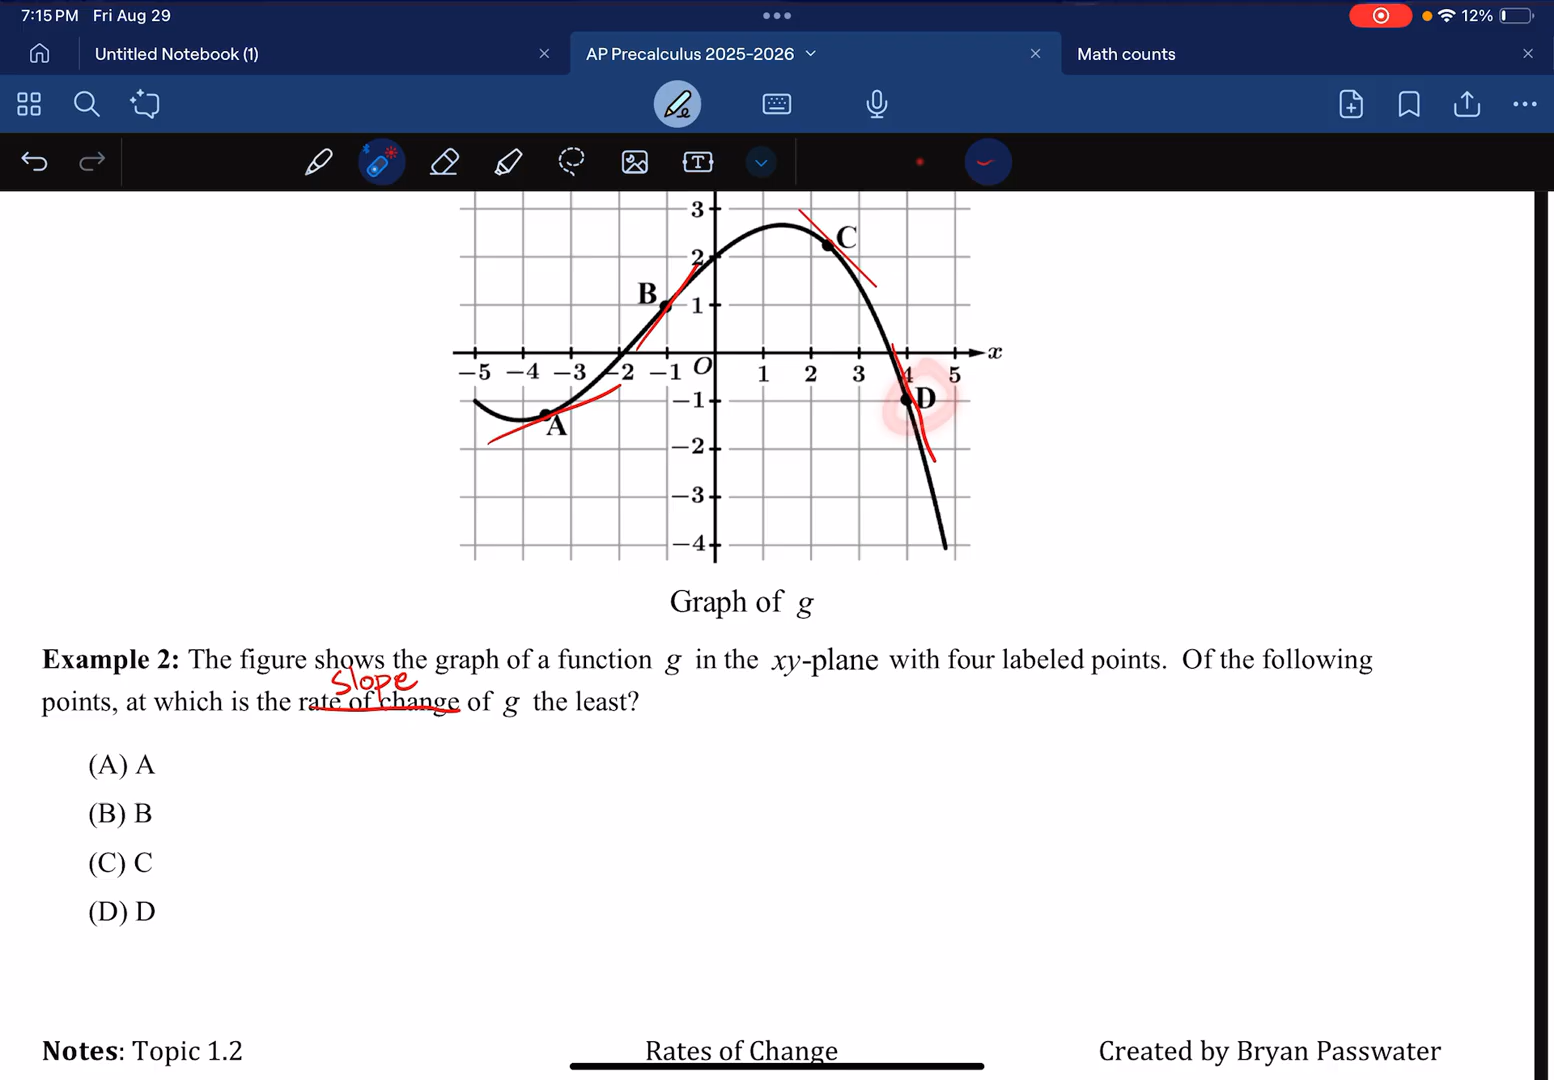 7:15 PM Fri Aug 29
12%
Untitled Notebook (1)
AP Precalculus 2025-2026
Math counts
3
C
2
B
1
−5 −4 −3 −2 −1 O 1 2 3 4 5 x
−1 D
A
−2
−3
−4
Graph of g
Example 2: The figure shows the graph of a function g in the xy-plane with four labeled points. Of the following
slope
points, at which is the rate of change of g the least?
(A) A
(B) B
(C) C
(D) D
Notes: Topic 1.2 Rates of Change Created by Bryan Passwater